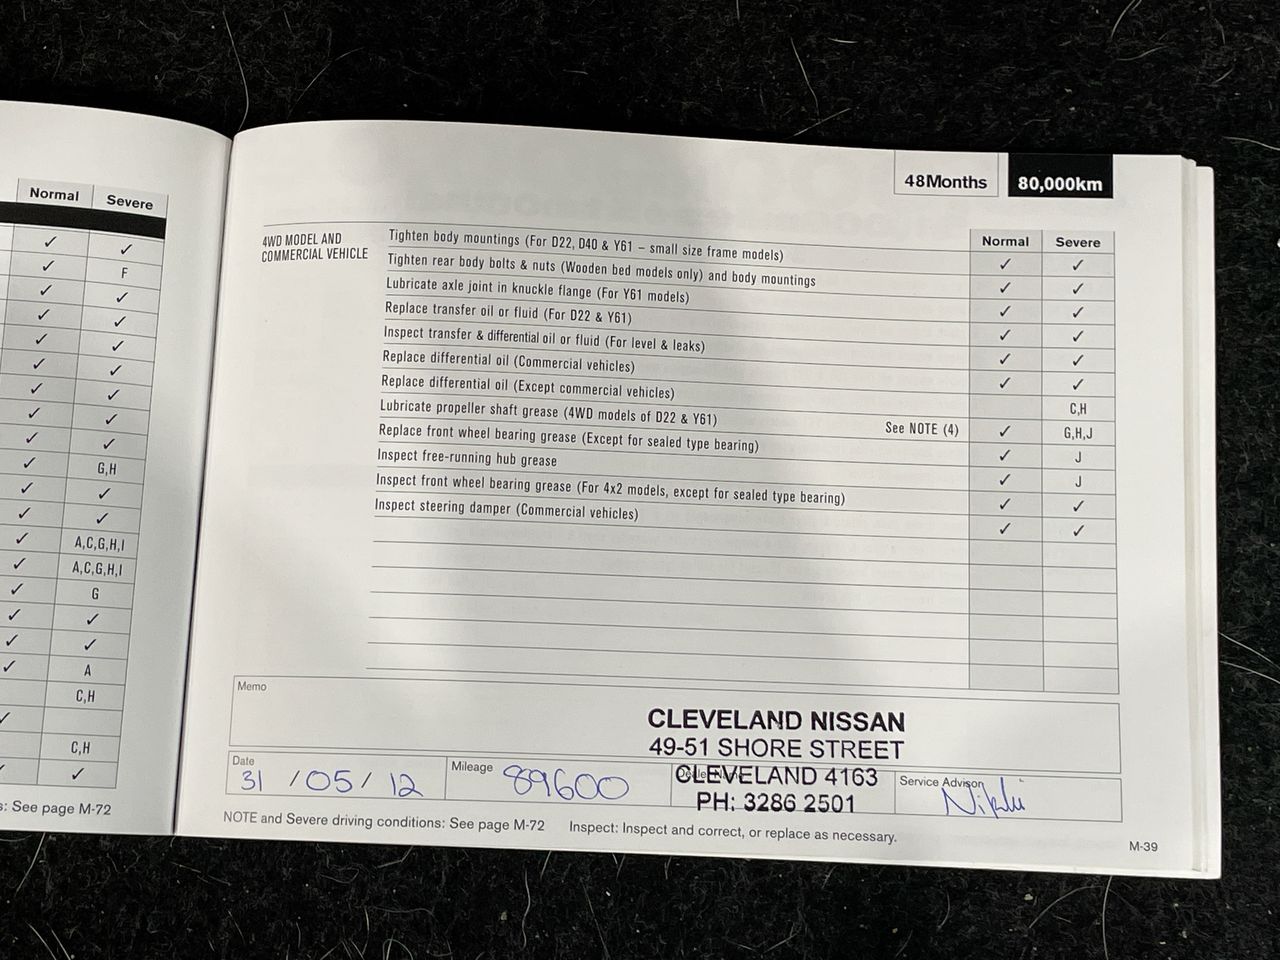 Normal Severe
F
G,H
A,C,G,H,I
A,C,G,H,I
G
A
C,H
C,H
: See page M-72
48Months 80,000km
4WD MODEL AND
COMMERCIAL VEHICLE
Normal Severe
Tighten body mountings (For D22, D40 & Y61 – small size frame models) ✓ ✓
Tighten rear body bolts & nuts (Wooden bed models only) and body mountings ✓ ✓
Lubricate axle joint in knuckle flange (For Y61 models) ✓ ✓
Replace transfer oil or fluid (For D22 & Y61) ✓ ✓
Inspect transfer & differential oil or fluid (For level & leaks) ✓ ✓
Replace differential oil (Commercial vehicles) ✓ ✓
Replace differential oil (Except commercial vehicles) C,H
Lubricate propeller shaft grease (4WD models of D22 & Y61) See NOTE (4) ✓ G,H,J
Replace front wheel bearing grease (Except for sealed type bearing) ✓ J
Inspect free-running hub grease ✓ J
Inspect front wheel bearing grease (For 4x2 models, except for sealed type bearing) ✓ ✓
Inspect steering damper (Commercial vehicles) ✓ ✓
Memo
CLEVELAND NISSAN
49-51 SHORE STREET
CLEVELAND 4163
PH: 3286 2501
Date 31 / 05 / 12
Mileage 89600
Dealer Name
Service Advisor
NOTE and Severe driving conditions: See page M-72 Inspect: Inspect and correct, or replace as necessary.
M-39